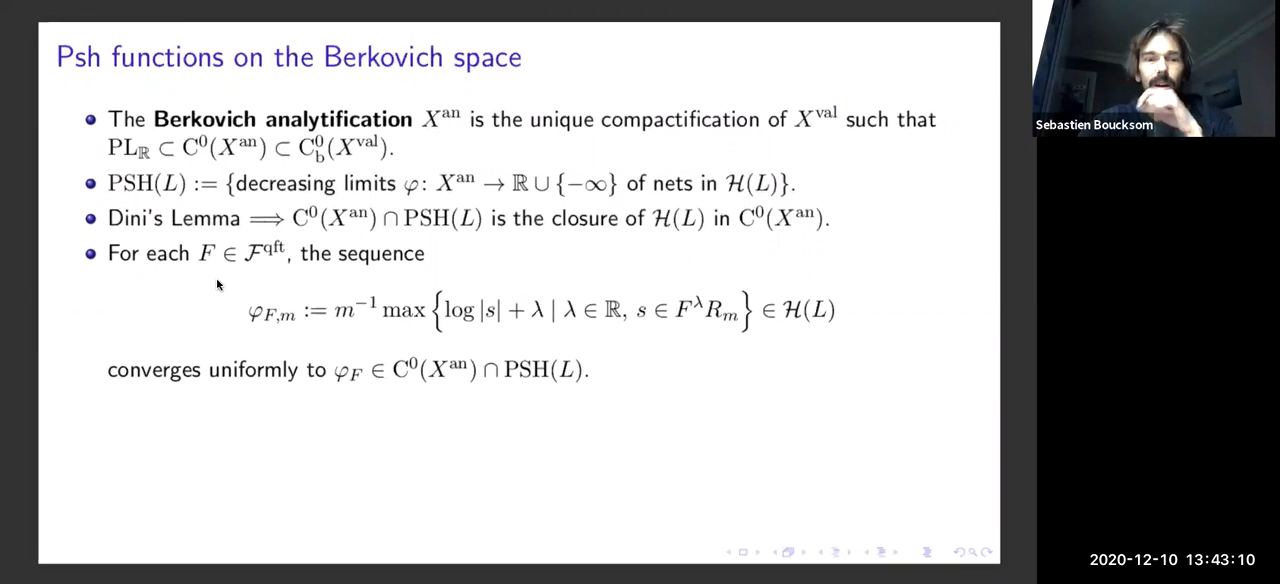 Psh functions on the Berkovich space
The Berkovich analytification X^an is the unique compactification of X^val such that
PL_ℝ ⊂ C^0(X^an) ⊂ C^0_b(X^val).
PSH(L) := {decreasing limits φ: X^an → ℝ ∪ {−∞} of nets in ℋ(L)}.
Dini's Lemma ⟹ C^0(X^an) ∩ PSH(L) is the closure of ℋ(L) in C^0(X^an).
For each F ∈ ℱ^qft, the sequence
φ_{F,m} := m^{−1} max {log |s| + λ | λ ∈ ℝ, s ∈ F^λ R_m} ∈ ℋ(L)
converges uniformly to φ_F ∈ C^0(X^an) ∩ PSH(L).
Sebastien Boucksom
2020-12-10 13:43:10